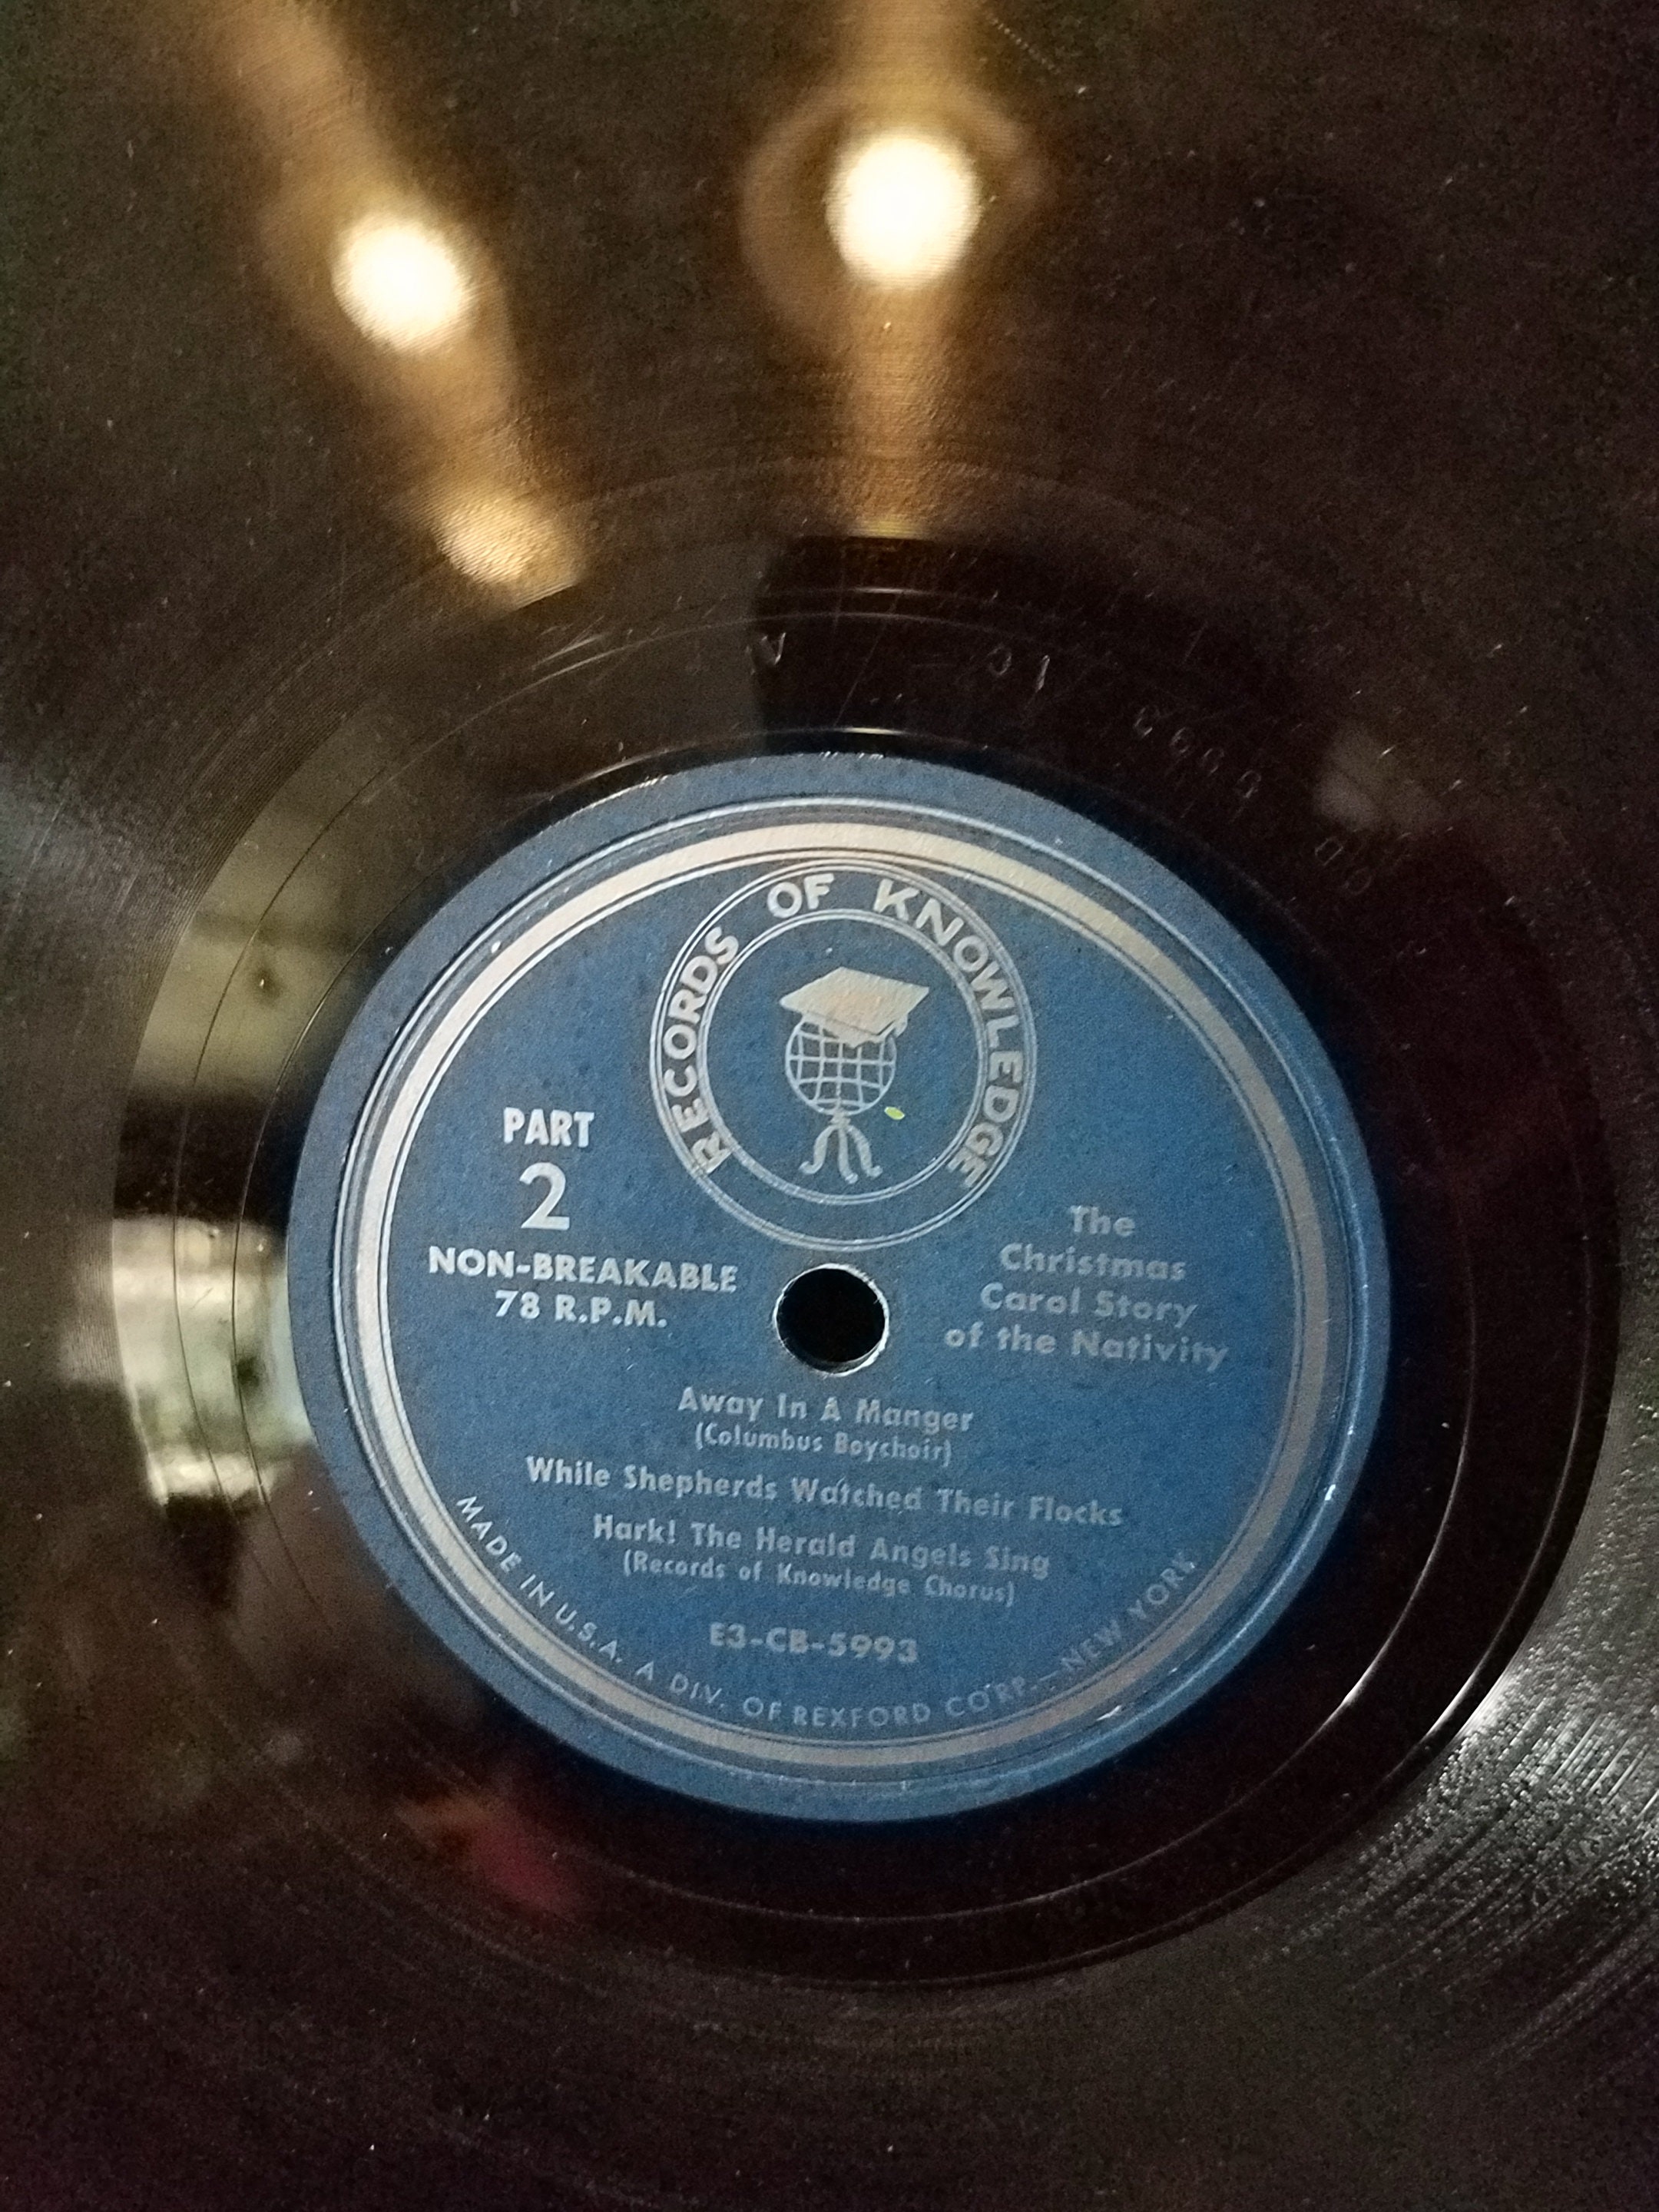 RECORDS OF KNOWLEDGE
PART
2
NON-BREAKABLE
78 R.P.M.
The
Christmas
Carol Story
of the Nativity
Away In A Manger
(Columbus Boychoir)
While Shepherds Watched Their Flocks
Hark! The Herald Angels Sing
(Records of Knowledge Chorus)
E3-CB-5993
MADE IN U.S.A. A DIV. OF REXFORD CORP.—NEW YORK